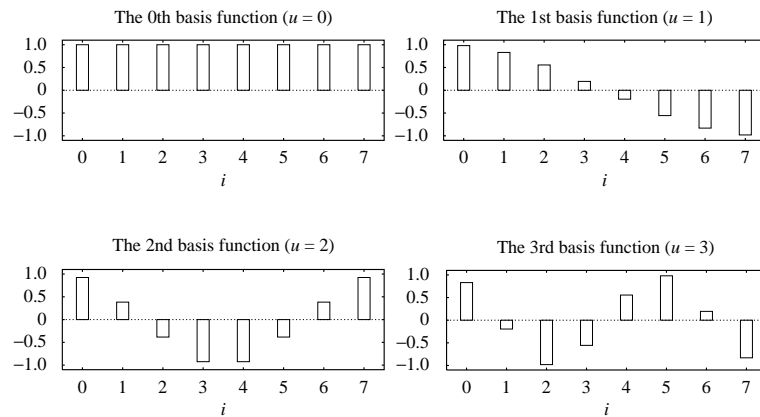 The 0th basis function (u = 0)
1.0
0.5
0
−0.5
−1.0
0 1 2 3 4 5 6 7
i
The 1st basis function (u = 1)
1.0
0.5
0
−0.5
−1.0
0 1 2 3 4 5 6 7
i
The 2nd basis function (u = 2)
1.0
0.5
0
−0.5
−1.0
0 1 2 3 4 5 6 7
i
The 3rd basis function (u = 3)
1.0
0.5
0
−0.5
−1.0
0 1 2 3 4 5 6 7
i